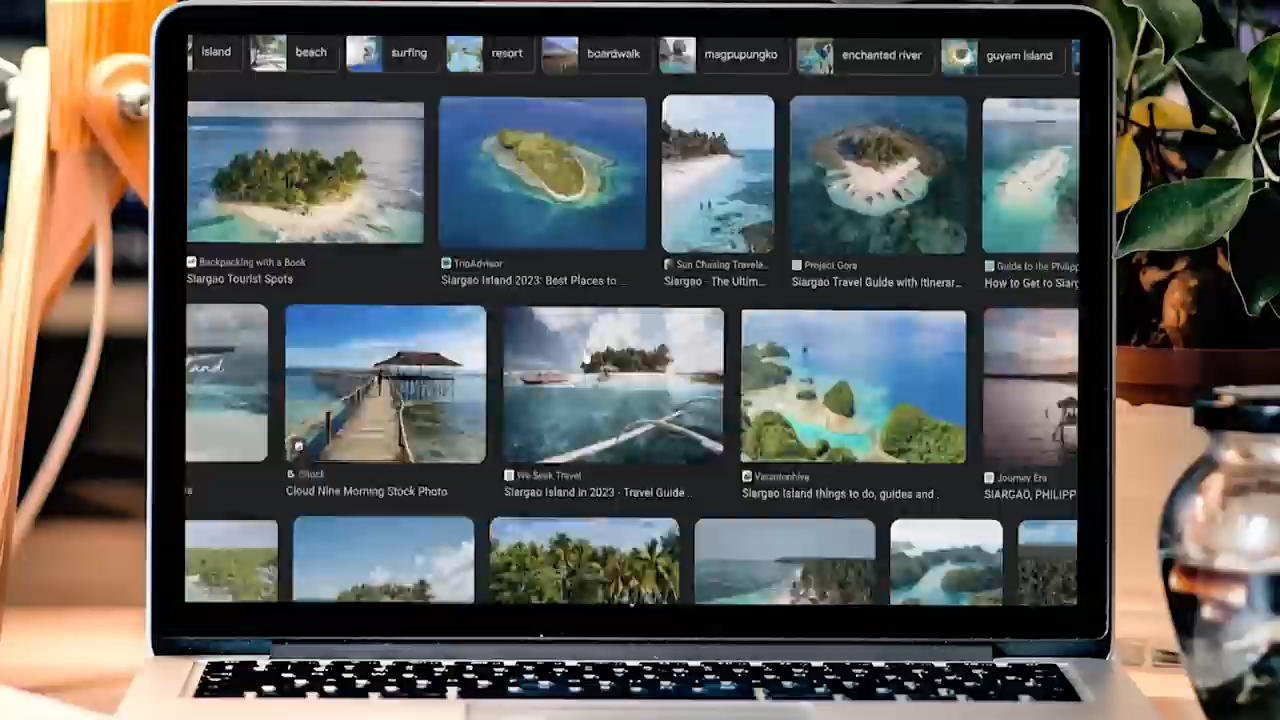 island
beach
surfing
resort
boardwalk
magpupungko
enchanted river
guyam island
Backpacking with a Book
Siargao Tourist Spots
TripAdvisor
Siargao Island 2023: Best Places to ...
Sun Chasing Travele..
Siargao - The Ultim...
Project Gora
Siargao Travel Guide with Itinerar...
Guide to the Philipp
How to Get to Siarg
and
iStock
Cloud Nine Morning Stock Photo
We Seek Travel
Siargao Island in 2023 - Travel Guide...
Siargao Island things to do, guides and .
Journey Era
SIARGAO, PHILIPP